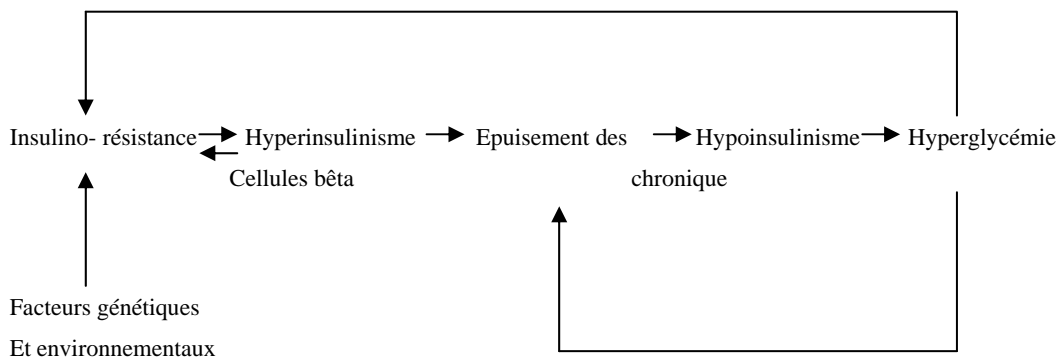 Insulino- résistance Hyperinsulinisme Epuisement des Hypoinsulinisme Hyperglycémie
Cellules bêta chronique
Facteurs génétiques
Et environnementaux